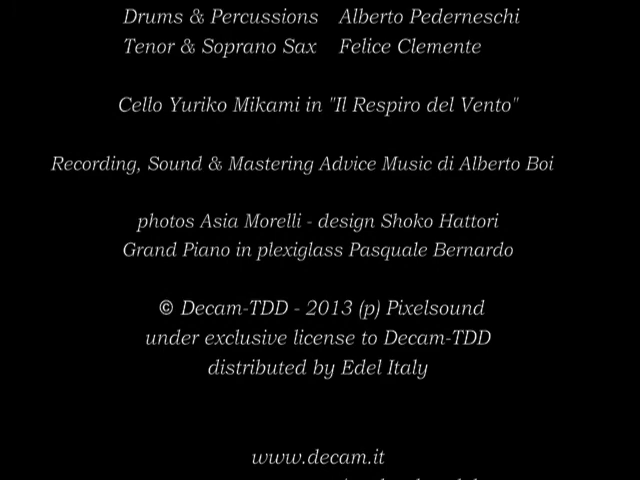 Drums & Percussions Alberto Pederneschi
Tenor & Soprano Sax Felice Clemente
Cello Yuriko Mikami in "Il Respiro del Vento"
Recording, Sound & Mastering Advice Music di Alberto Boi
photos Asia Morelli - design Shoko Hattori
Grand Piano in plexiglass Pasquale Bernardo
© Decam-TDD - 2013 (p) Pixelsound
under exclusive license to Decam-TDD
distributed by Edel Italy
www.decam.it